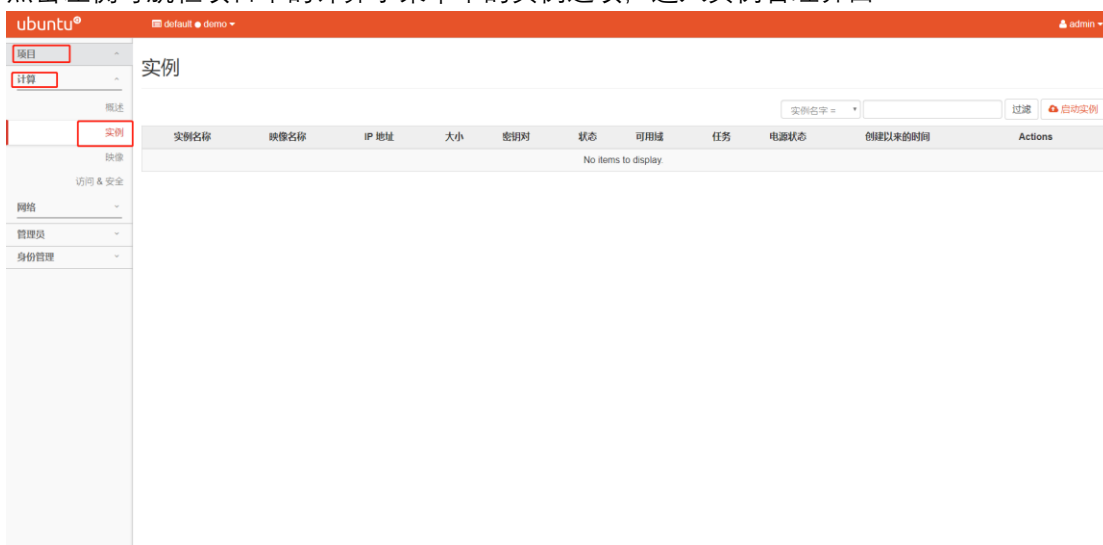 ubuntu® default demo admin
项目
计算
实例
概述
实例名字 = 过滤 启动实例
实例
实例名称 映像名称 IP 地址 大小 密钥对 状态 可用域 任务 电源状态 创建以来的时间 Actions
映像
No items to display.
访问 & 安全
网络
管理员
身份管理